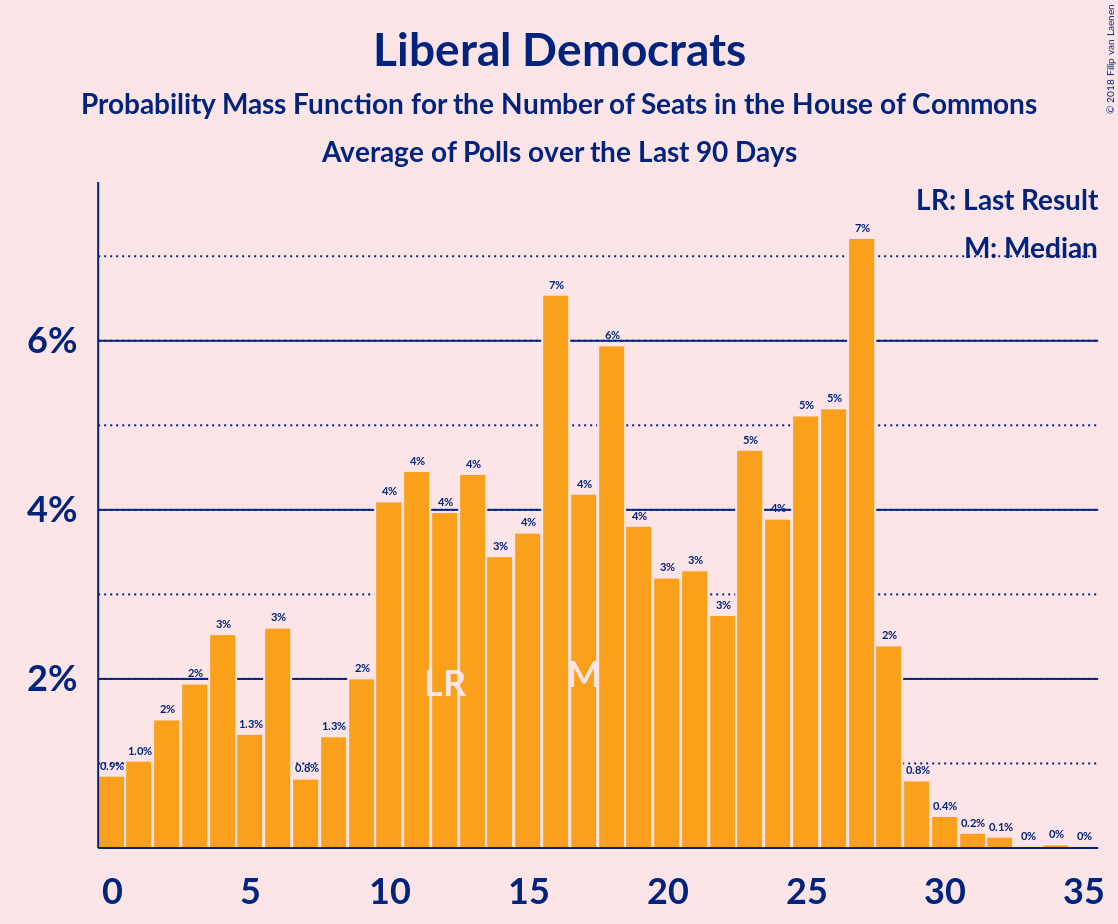 Liberal Democrats
Probability Mass Function for the Number of Seats in the House of Commons
Average of Polls over the Last 90 Days
© 2018 Filip van Laenen
LR: Last Result
M: Median
6%
4%
2%
0.9% 1.0% 2% 2% 3% 1.3% 3% 0.8% 1.3% 2% 4% 4% 4% 4% 3% 4% 7% 4% 6% 4% 3% 3% 3% 5% 4% 5% 5% 7% 2% 0.8% 0.4% 0.2% 0.1% 0% 0% 0%
LR M
0 5 10 15 20 25 30 35